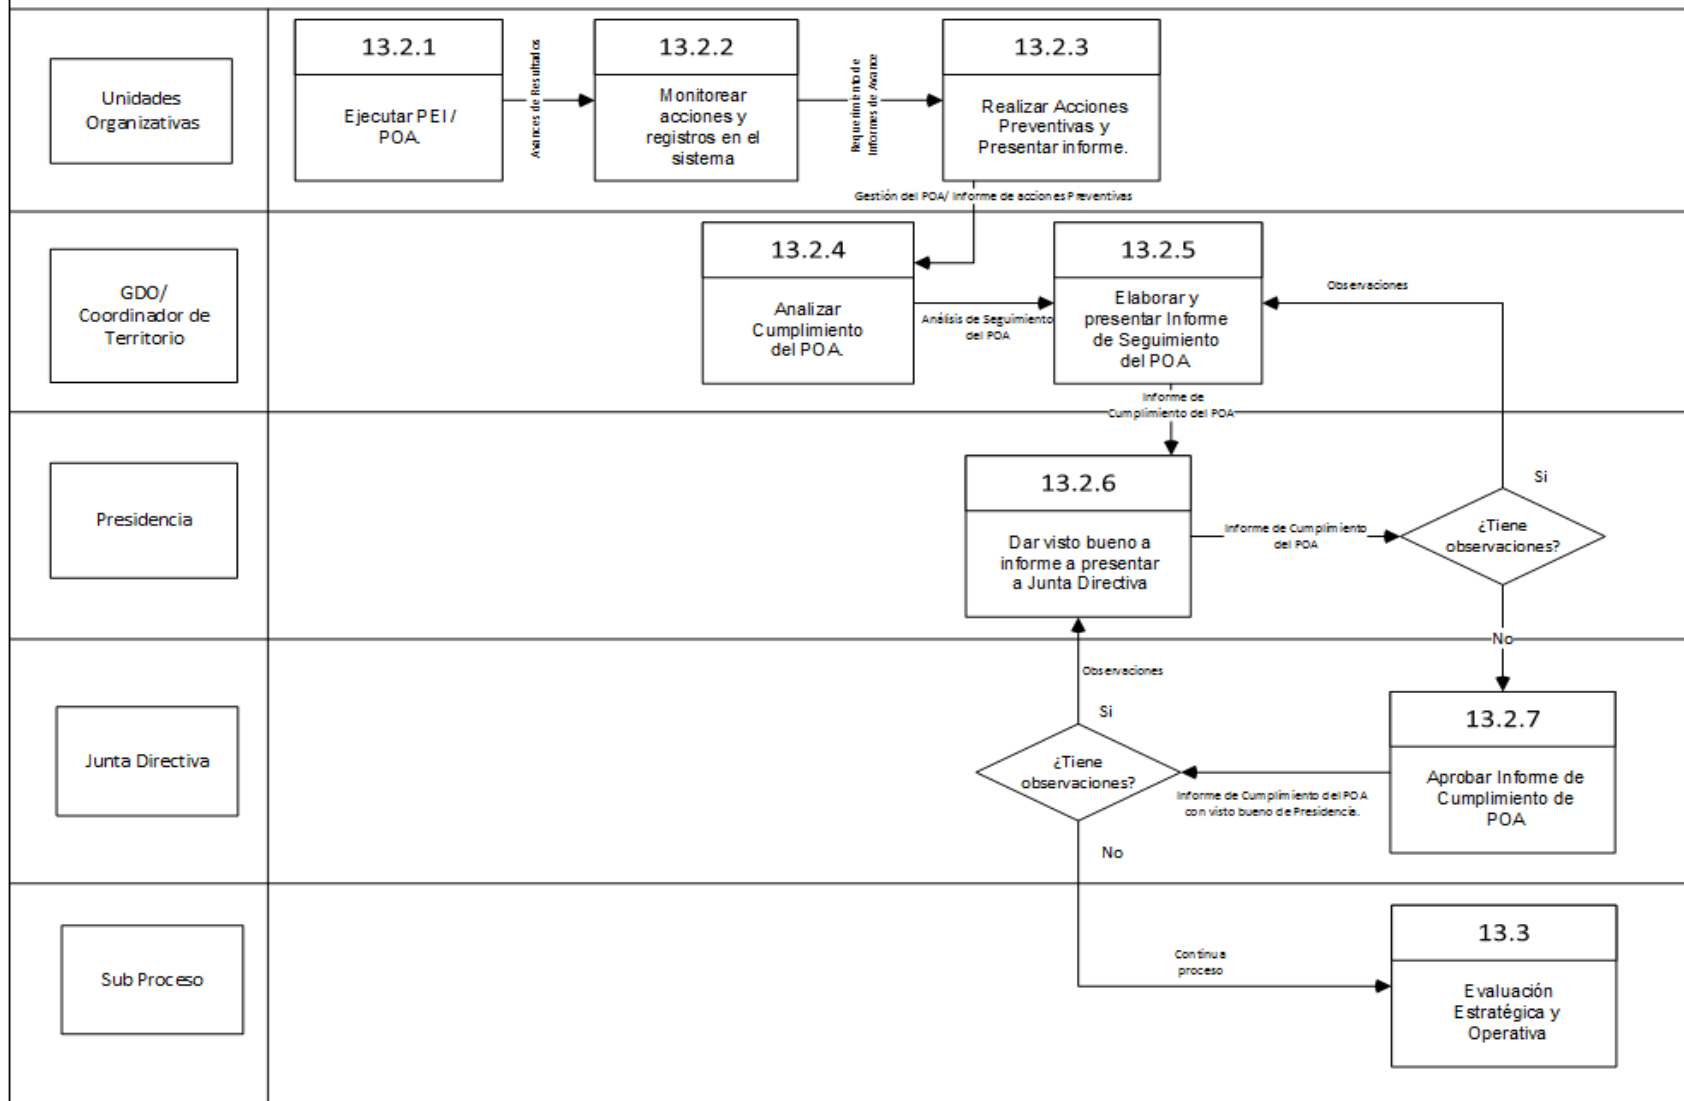 Unidades
Organizativas
13.2.1
Ejecutar PEI /
POA.
Avances de Resultados
13.2.2
Monitorear
acciones y
registros en el
sistema
Requerimiento de
Informes de Avance
13.2.3
Realizar Acciones
Preventivas y
Presentar informe.
Gestión del POA/ Informe de acciones Preventivas
GDO/
Coordinador de
Territorio
13.2.4
Analizar
Cumplimiento
del POA.
Análisis de Seguimiento
del POA
13.2.5
Elaborar y
presentar Informe
de Seguimiento
del POA.
Observaciones
Informe de
Cumplimiento del POA
Presidencia
13.2.6
Dar visto bueno a
informe a presentar
a Junta Directiva
Informe de Cumplimiento
del POA
Si
¿Tiene
observaciones?
No
Junta Directiva
Observaciones
Si
¿Tiene
observaciones?
No
Informe de Cumplimiento del POA
con visto bueno de Presidencia.
13.2.7
Aprobar Informe de
Cumplimiento de
POA
Sub Proceso
Continua
proceso
13.3
Evaluación
Estratégica y
Operativa